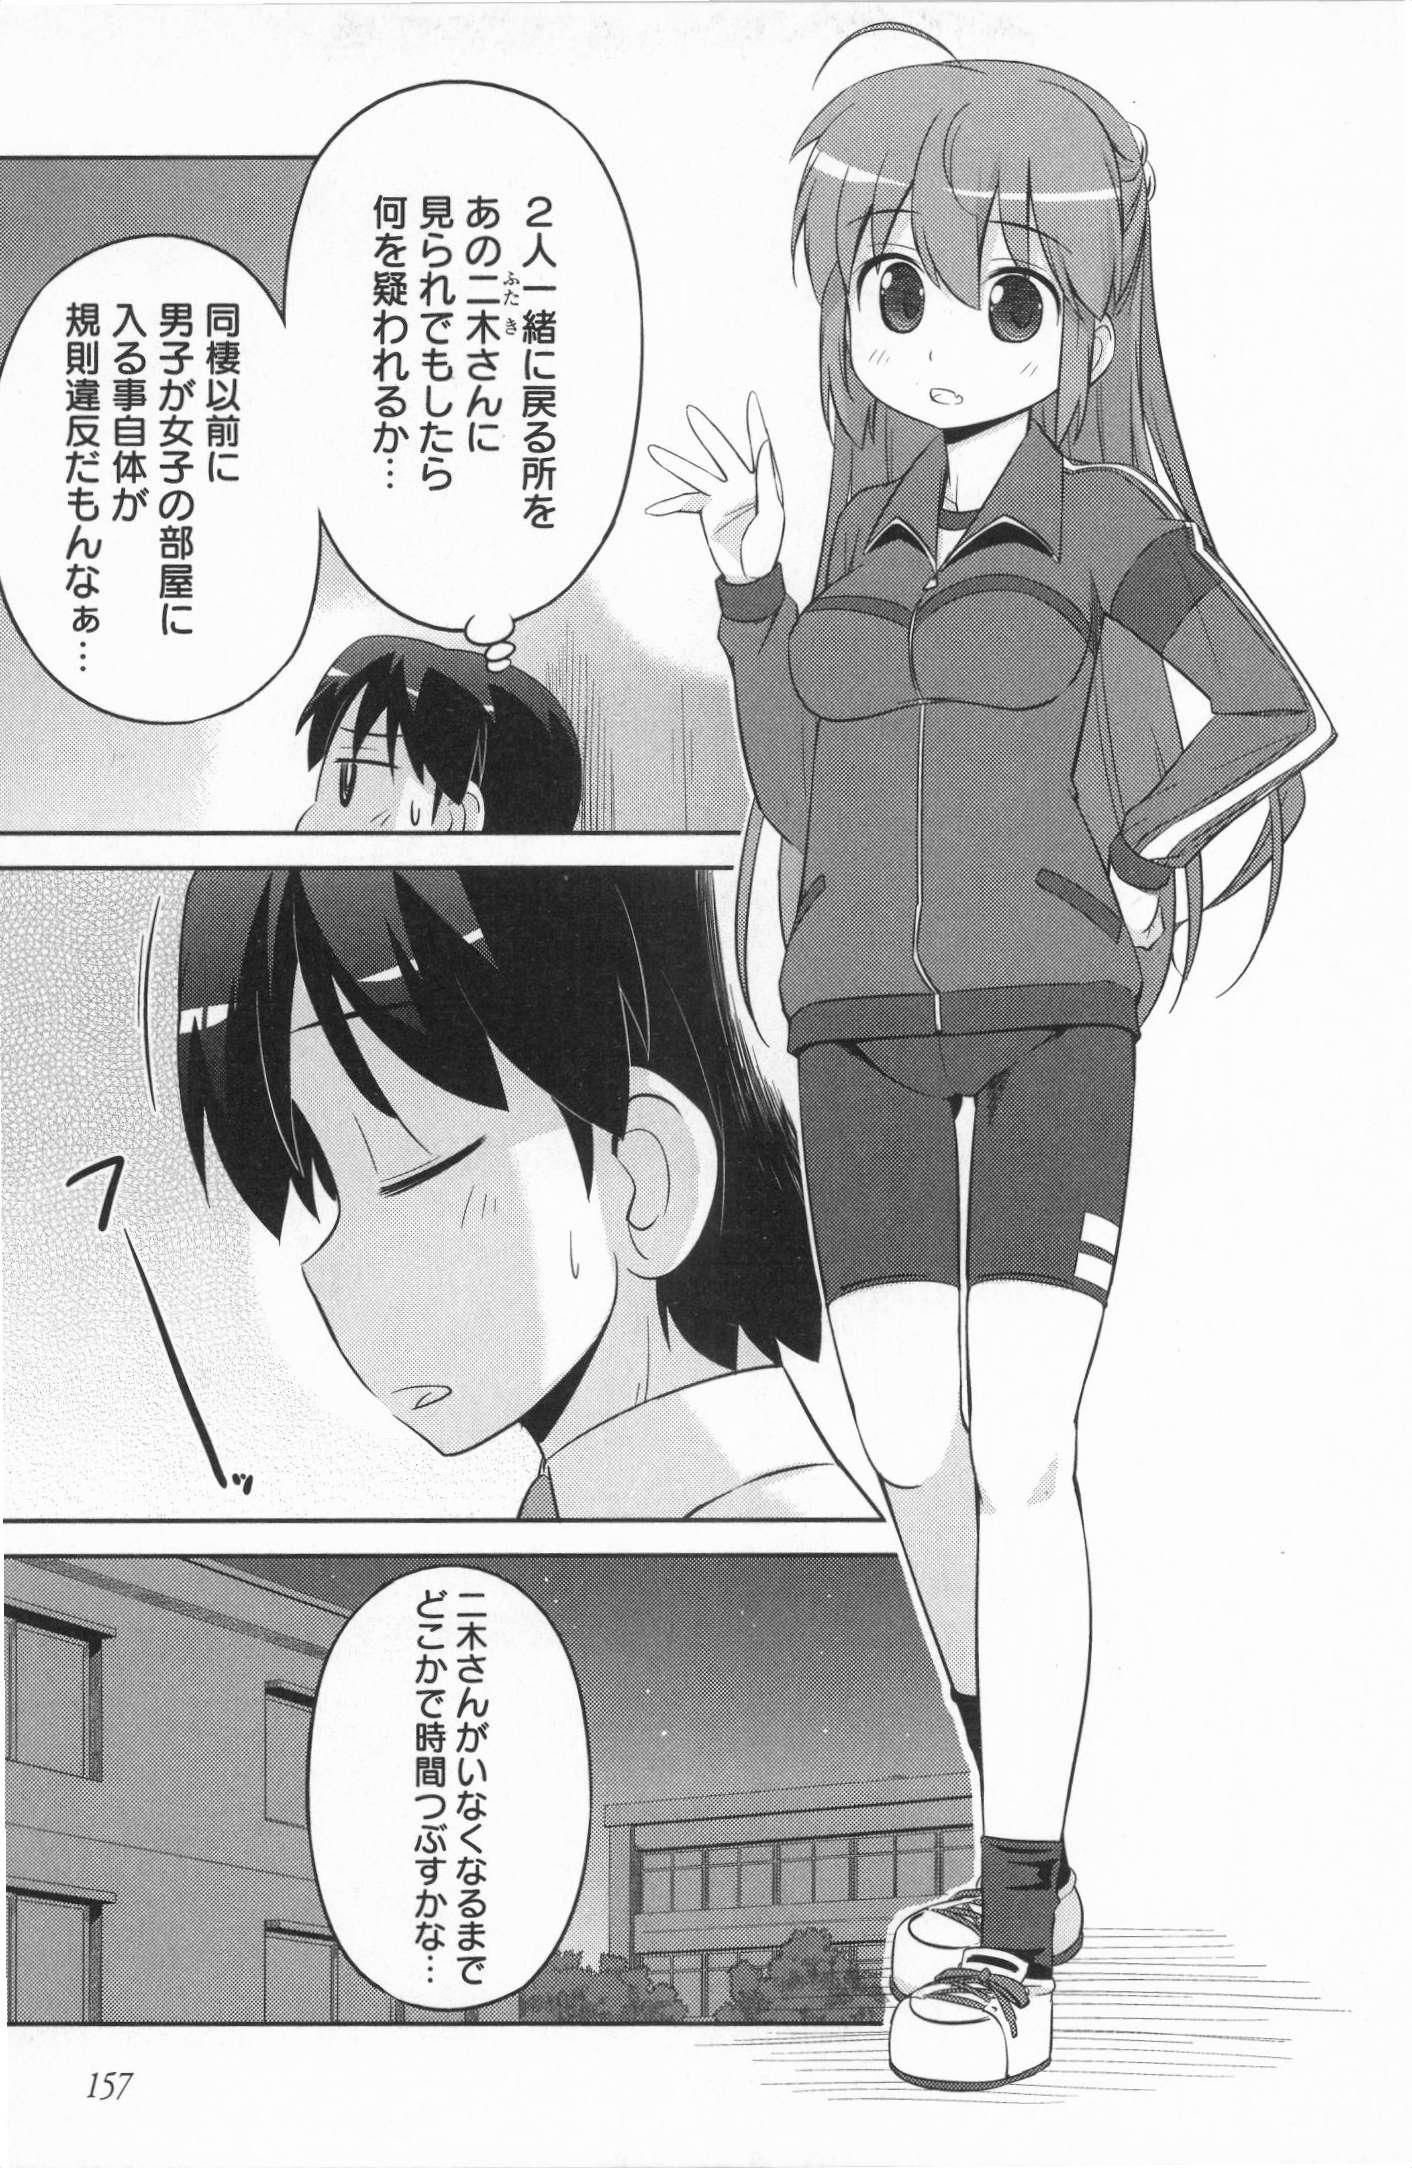 2人一緒に戻る所を
あの二木さんに
ふたき
見られでもしたら
何を疑われるか…
同棲以前に
男子が女子の部屋に
入る事自体が
規則違反だもんなぁ…
フーッ
二木さんがいなくなるまで
どこかで時間つぶすかな…
157